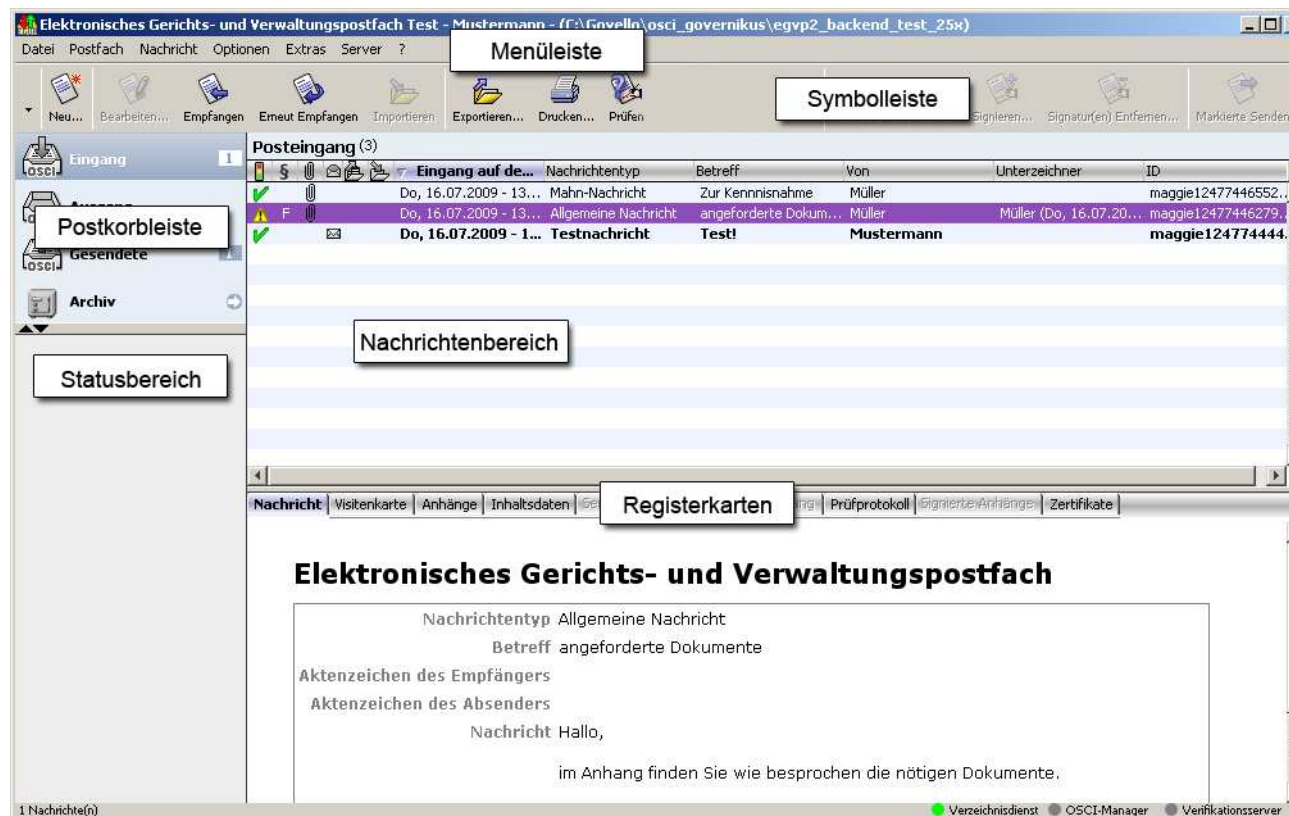 Elektronisches Gerichts- und Verwaltungspostfach Test - Mustermann - (C:\Govello\osci_governikus\egvp2_backend_test_25x)
Datei Postfach Nachricht Optionen Extras Server ?
Menüleiste
Neu... Bearbeiten... Empfangen Erneut Empfangen Importieren Exportieren... Drucken... Prüfen
Symbolleiste
Signieren... Signatur(en) Entfernen... Markierte Senden
OSCI Eingang 1
Posteingang (3)
§ Eingang auf de... Nachrichtentyp Betreff Von Unterzeichner ID
Do, 16.07.2009 - 13... Mahn-Nachricht Zur Kennnisnahme Müller maggie12477446552..
F Do, 16.07.2009 - 13... Allgemeine Nachricht angeforderte Dokum... Müller Müller (Do, 16.07.20... maggie12477446279..
Do, 16.07.2009 - 1... Testnachricht Test! Mustermann maggie124774444.
Postkorbleiste
OSCI Gesendete
Archiv
Nachrichtenbereich
Statusbereich
Nachricht Visitenkarte Anhänge Inhaltsdaten
Registerkarten
Prüfprotokoll Signierte Anhänge Zertifikate
Elektronisches Gerichts- und Verwaltungspostfach
Nachrichtentyp Allgemeine Nachricht
Betreff angeforderte Dokumente
Aktenzeichen des Empfängers
Aktenzeichen des Absenders
Nachricht Hallo,
im Anhang finden Sie wie besprochen die nötigen Dokumente.
1 Nachrichte(n)
Verzeichnisdienst OSCI-Manager Verifikationsserver